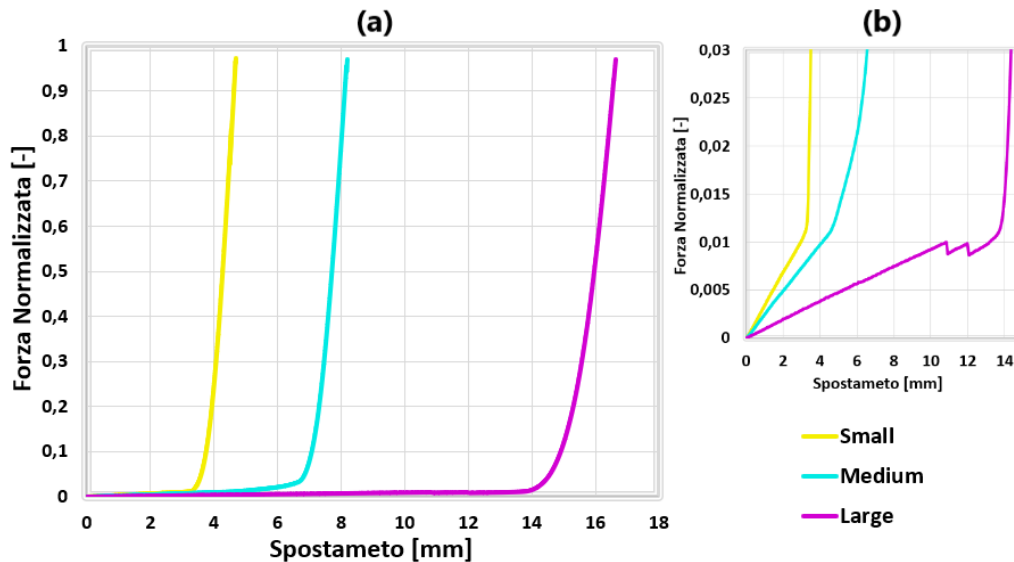 (a)
Forza Normalizzata [-]
1
0,9
0,8
0,7
0,6
0,5
0,4
0,3
0,2
0,1
0
0 2 4 6 8 10 12 14 16 18
Spostameto [mm]
(b)
Forza Normalizzata [-]
0,03
0,025
0,02
0,015
0,01
0,005
0
0 2 4 6 8 10 12 14
Spostameto [mm]
Small
Medium
Large